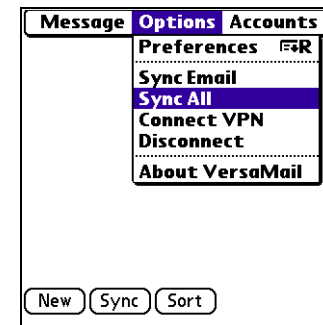 Message Options Accounts
Preferences R
Sync Email
Sync All
Connect VPN
Disconnect
About VersaMail
New Sync Sort